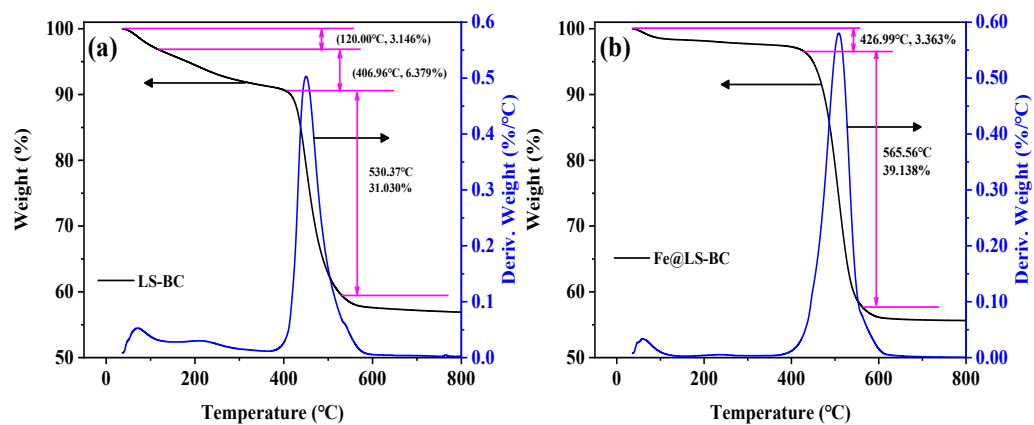 (a)
(120.00℃, 3.146%)
(406.96℃, 6.379%)
530.37℃
31.030%
LS-BC
100
90
80
70
60
50
Weight (%)
0 200 400 600 800
Temperature (℃)
0.6
0.5
0.4
0.3
0.2
0.1
0.0
Deriv. Weight (%/℃)
(b)
426.99℃, 3.363%
565.56℃
39.138%
Fe@LS-BC
100
90
80
70
60
50
Weight (%)
0 200 400 600 800
Temperature (℃)
0.60
0.50
0.40
0.30
0.20
0.10
0.00
Deriv. Weight (%/℃)